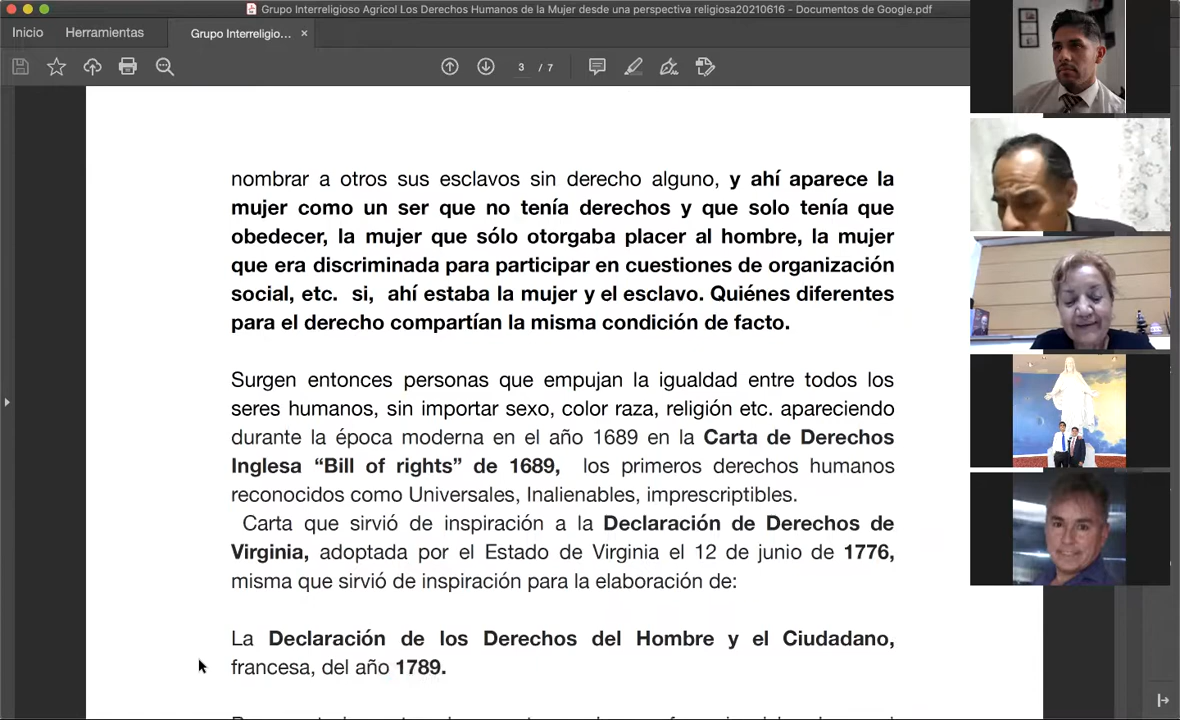 Grupo Interreligioso Agricol Los Derechos Humanos de la Mujer desde una perspectiva religiosa20210616 - Documentos de Google.pdf
Inicio
Herramientas
Grupo Interreligio... ×
3 / 7
nombrar a otros sus esclavos sin derecho alguno, y ahí aparece la
mujer como un ser que no tenía derechos y que solo tenía que
obedecer, la mujer que sólo otorgaba placer al hombre, la mujer
que era discriminada para participar en cuestiones de organización
social, etc. si, ahí estaba la mujer y el esclavo. Quiénes diferentes
para el derecho compartían la misma condición de facto.
Surgen entonces personas que empujan la igualdad entre todos los
seres humanos, sin importar sexo, color raza, religión etc. apareciendo
durante la época moderna en el año 1689 en la Carta de Derechos
Inglesa “Bill of rights” de 1689, los primeros derechos humanos
reconocidos como Universales, Inalienables, imprescriptibles.
Carta que sirvió de inspiración a la Declaración de Derechos de
Virginia, adoptada por el Estado de Virginia el 12 de junio de 1776,
misma que sirvió de inspiración para la elaboración de:
La Declaración de los Derechos del Hombre y el Ciudadano,
francesa, del año 1789.